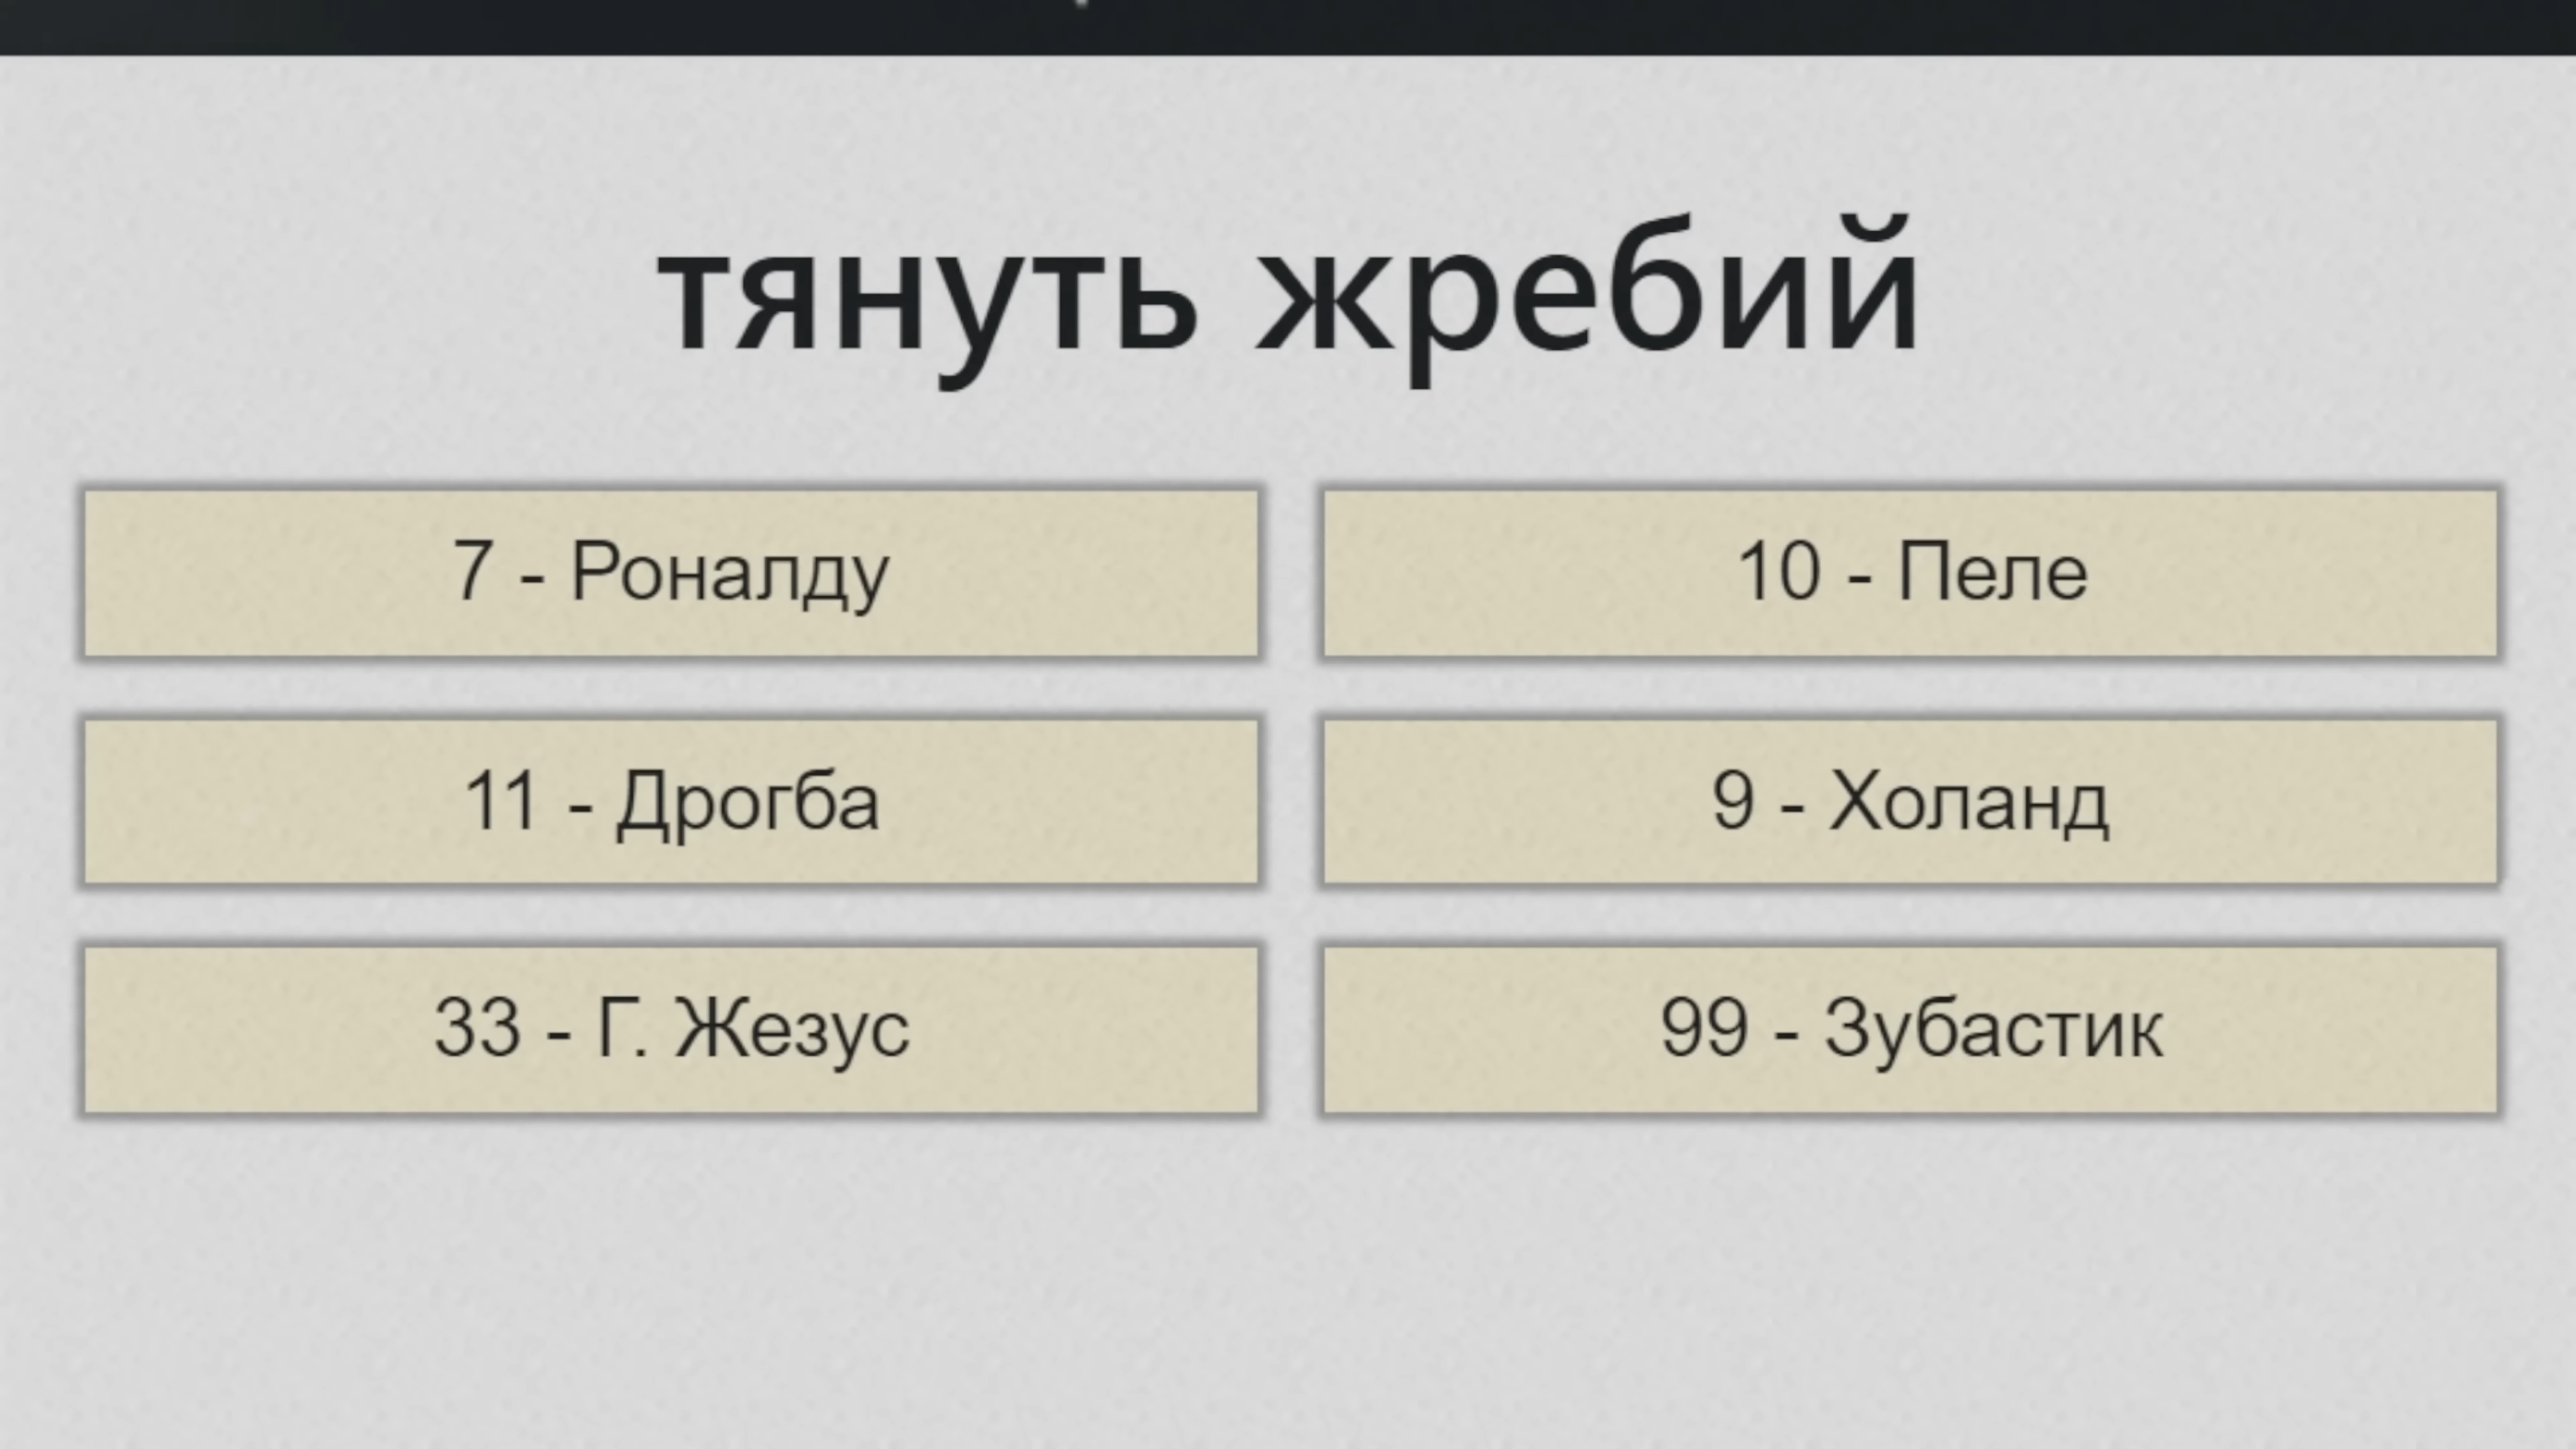 тянуть жребий
7 - Роналду
10 - Пеле
11 - Дрогба
9 - Холанд
33 - Г. Жезус
99 - Зубастик